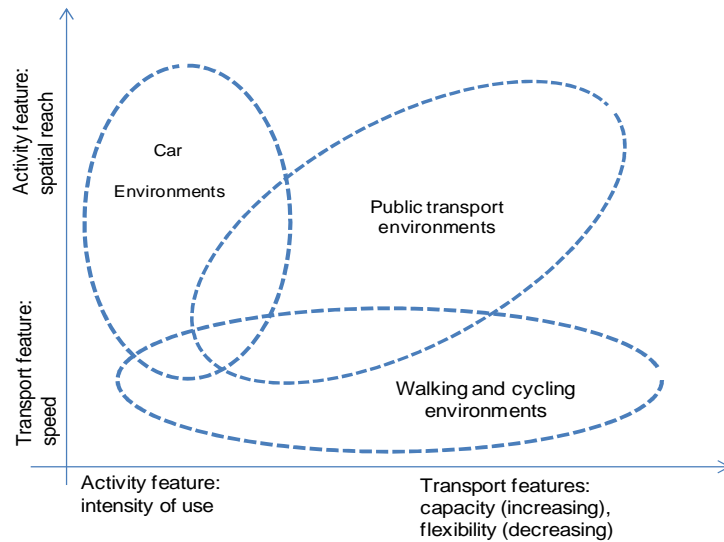 Activity feature:
spatial reach
Transport feature:
speed
Car
Environments
Public transport
environments
Walking and cycling
environments
Activity feature:
intensity of use
Transport features:
capacity (increasing),
flexibility (decreasing)